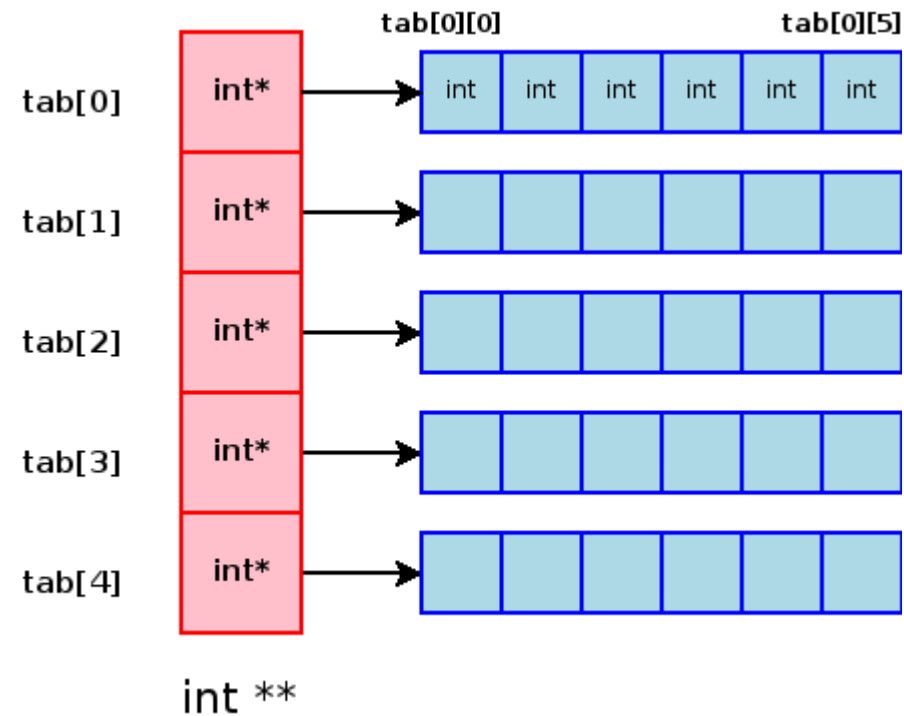 tab[0][0] tab[0][5]
tab[0] int* int int int int int int
tab[1] int*
tab[2] int*
tab[3] int*
tab[4] int*
int **